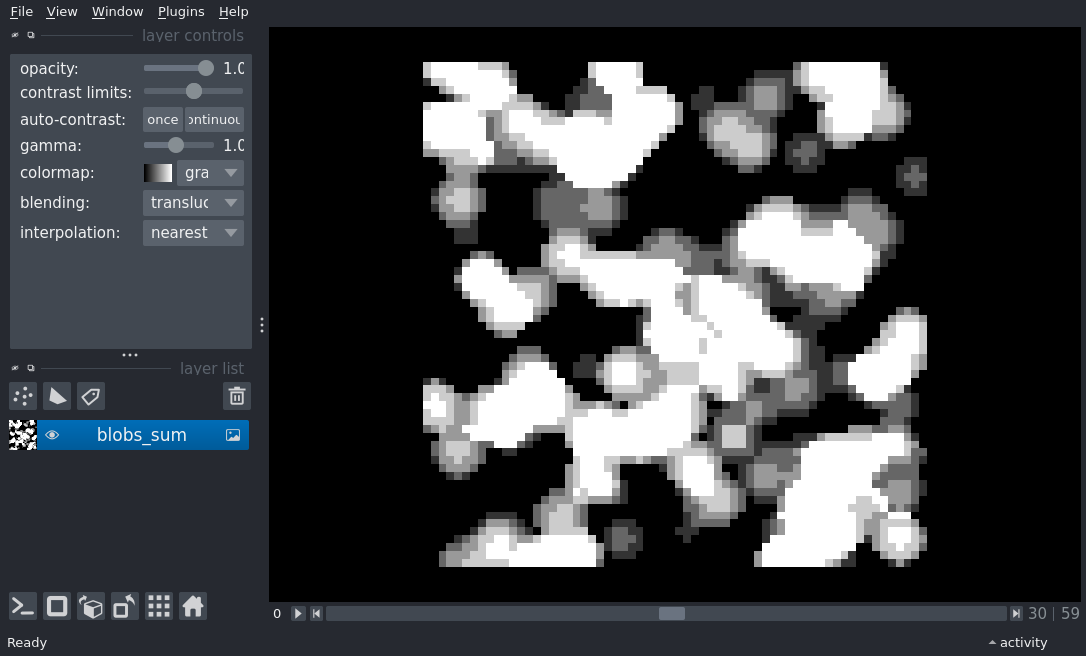 File View Window Plugins Help
layer controls
opacity: 1.0
contrast limits:
auto-contrast: once ontinuou
gamma: 1.0
colormap: gra
blending: transluc
interpolation: nearest
layer list
blobs_sum
0 30 | 59
Ready activity